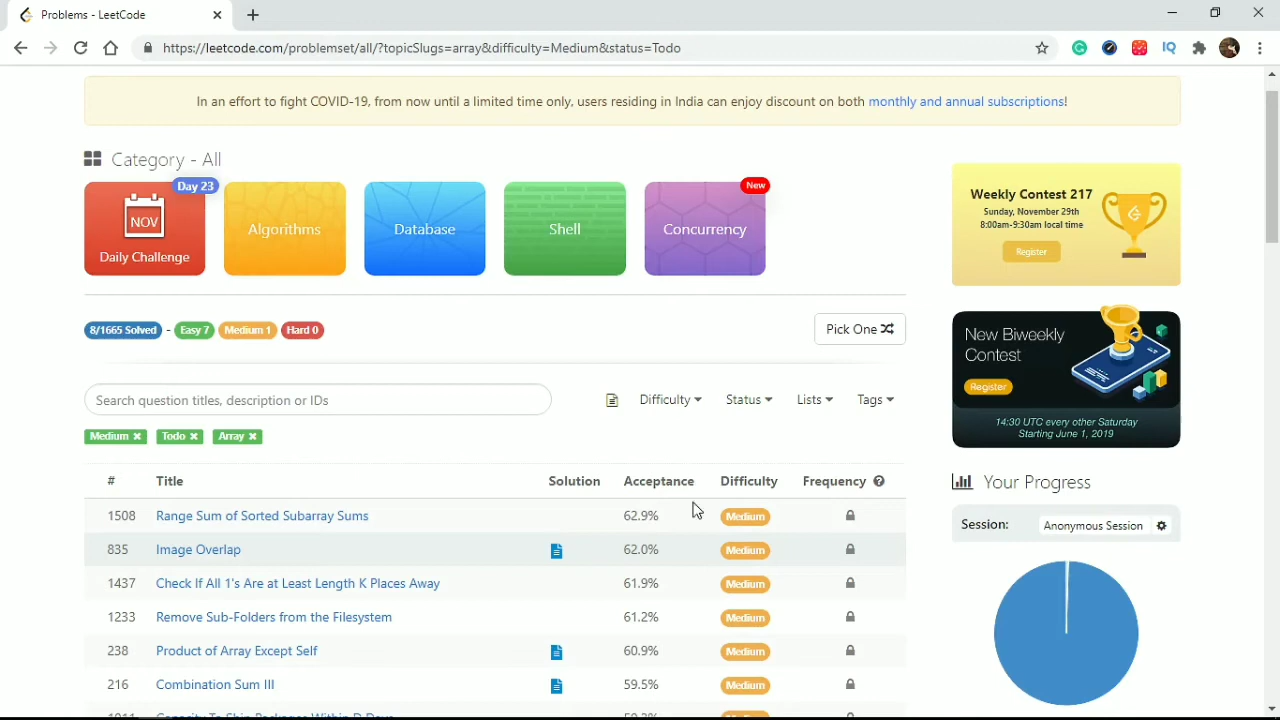 Problems - LeetCode
https://leetcode.com/problemset/all/?topicSlugs=array&difficulty=Medium&status=Todo
IQ
In an effort to fight COVID-19, from now until a limited time only, users residing in India can enjoy discount on both monthly and annual subscriptions!
Category - All
Day 23
New
NOV
Daily Challenge
Algorithms
Database
Shell
Concurrency
Weekly Contest 217
Sunday, November 29th
8:00am-9:30am local time
Register
8/1665 Solved - Easy 7 Medium 1 Hard 0
Pick One
New Biweekly
Contest
Register
14:30 UTC every other Saturday
Starting June 1, 2019
Search question titles, description or IDs
Difficulty Status Lists Tags
Medium Todo Array
# Title Solution Acceptance Difficulty Frequency
1508 Range Sum of Sorted Subarray Sums 62.9% Medium
835 Image Overlap 62.0% Medium
1437 Check If All 1's Are at Least Length K Places Away 61.9% Medium
1233 Remove Sub-Folders from the Filesystem 61.2% Medium
238 Product of Array Except Self 60.9% Medium
216 Combination Sum III 59.5% Medium
Your Progress
Session: Anonymous Session